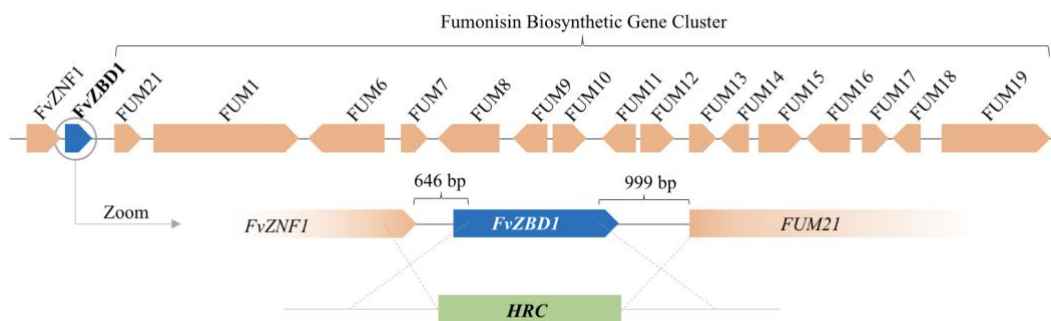 Fumonisin Biosynthetic Gene Cluster
FvZNF1
FvZBD1
FUM21
FUM1
FUM6
FUM7
FUM8
FUM9
FUM10
FUM11
FUM12
FUM13
FUM14
FUM15
FUM16
FUM17
FUM18
FUM19
646 bp
999 bp
Zoom
FvZNF1
FvZBD1
FUM21
HRC